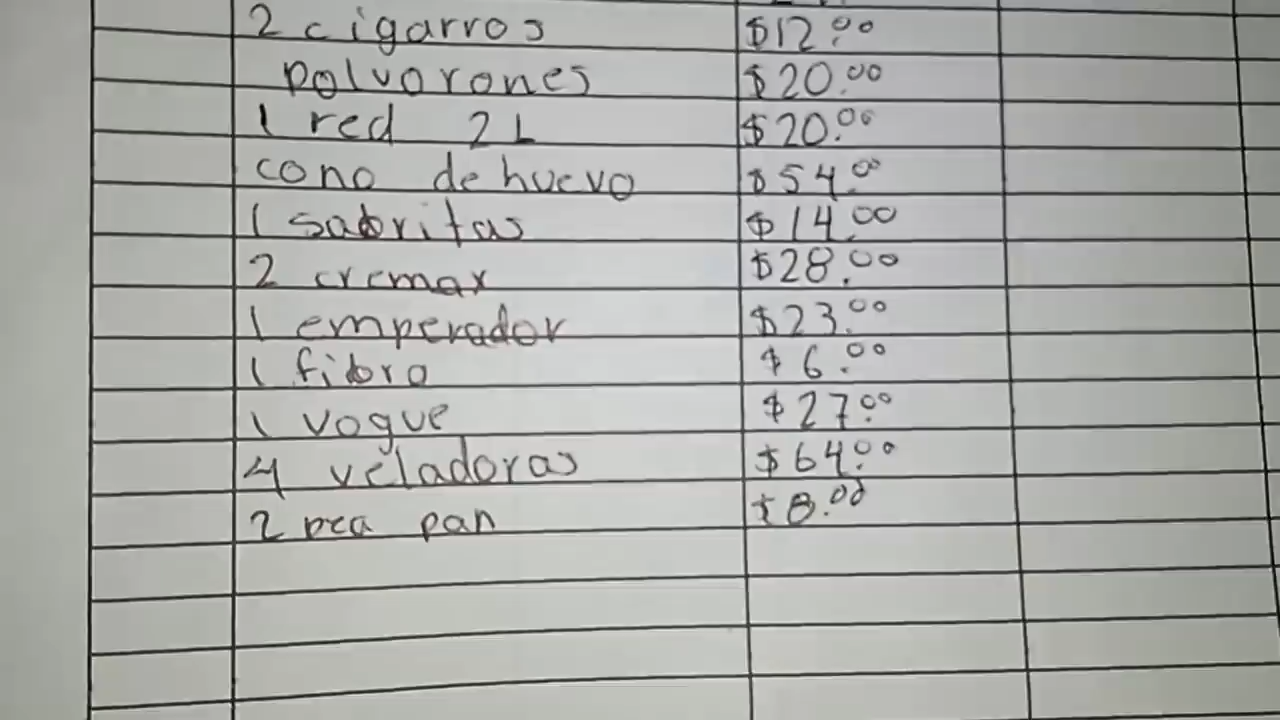 2 cigarros $12.00
polvorones $20.00
1 red 2L $20.00
cono de huevo $54.00
1 sabritas $14.00
2 cremax $28.00
1 emperador $23.00
1 fibra $6.00
1 vogue $27.00
4 veladoras $64.00
2 pza pan $8.00